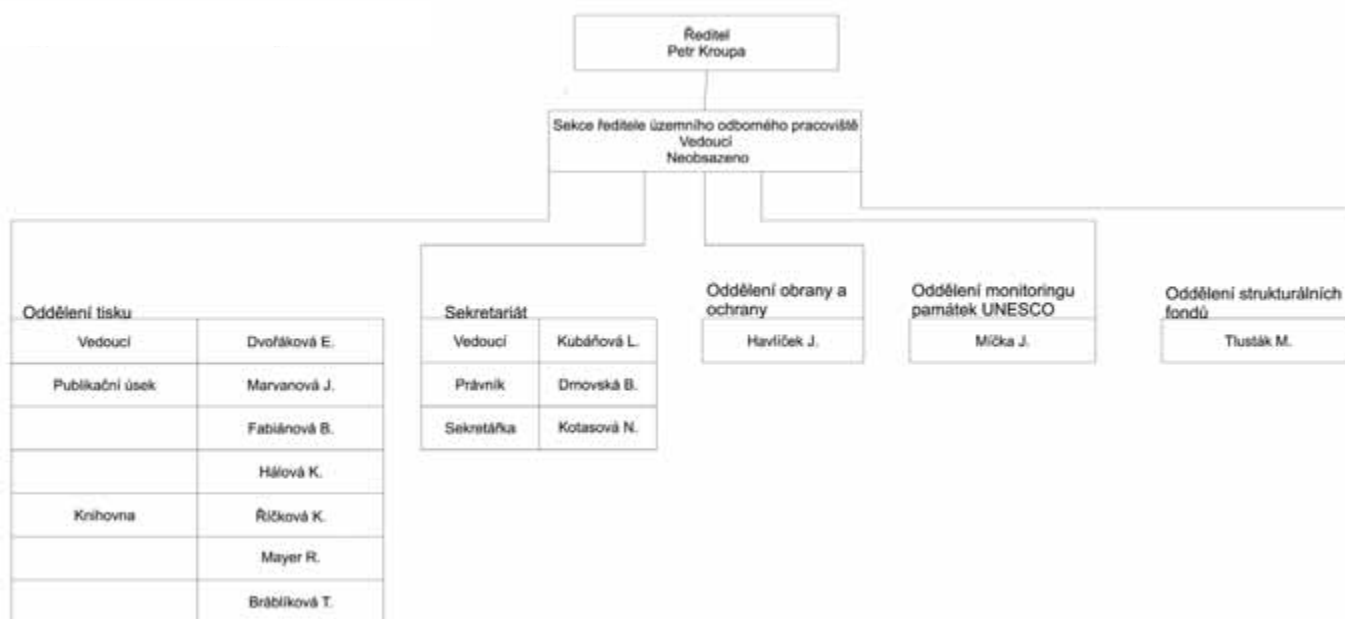 Ředitel
Petr Kroupa
Sekce ředitele územního odborného pracoviště
Vedoucí
Neobsazeno
Oddělení tisku
Vedoucí Dvořáková E.
Publikační úsek Marvanová J.
Fabiánová B.
Hálová K.
Knihovna Říčková K.
Mayer R.
Bráblíková T.
Sekretariát
Vedoucí Kubáňová L.
Právník Drnovská B.
Sekretářka Kotasová N.
Oddělení obrany a
ochrany
Havlíček J.
Oddělení monitoringu
památek UNESCO
Míčka J.
Oddělení strukturálních
fondů
Tlusták M.